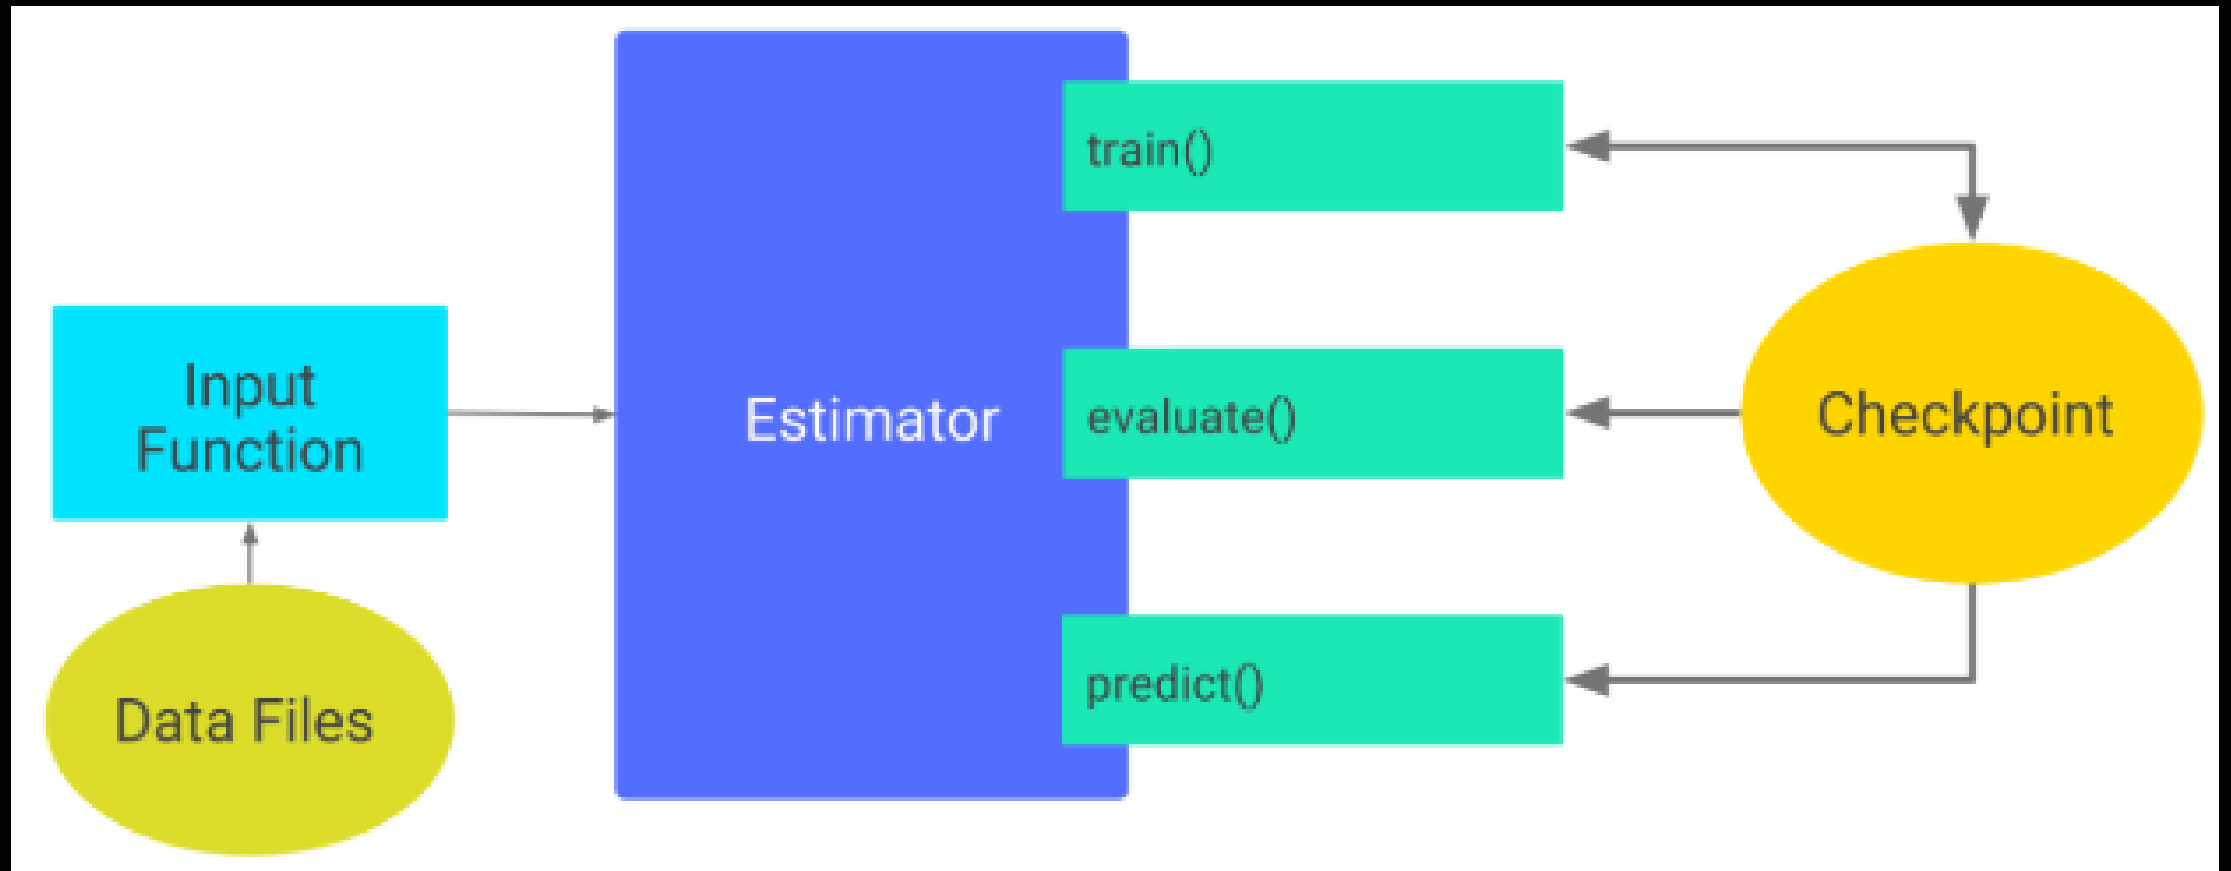 train()
Input
Function
Estimator
evaluate()
Checkpoint
predict()
Data Files